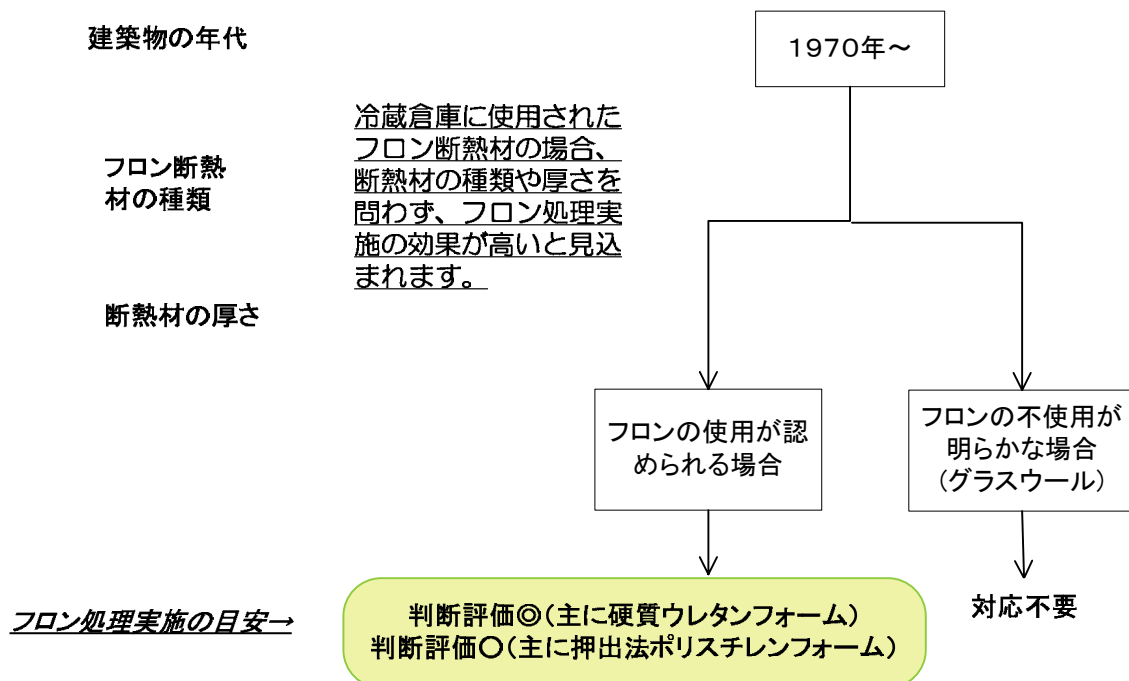 建築物の年代
1970年～
冷蔵倉庫に使用された
フロン断熱材の場合、
断熱材の種類や厚さを
問わず、フロン処理実
施の効果が高いと見込
まれます。
フロン断熱
材の種類
断熱材の厚さ
フロンの使用が認
められる場合
フロンの不使用が
明らかな場合
（グラスウール）
フロン処理実施の目安→
判断評価◎（主に硬質ウレタンフォーム）
判断評価○（主に押出法ポリスチレンフォーム）
対応不要